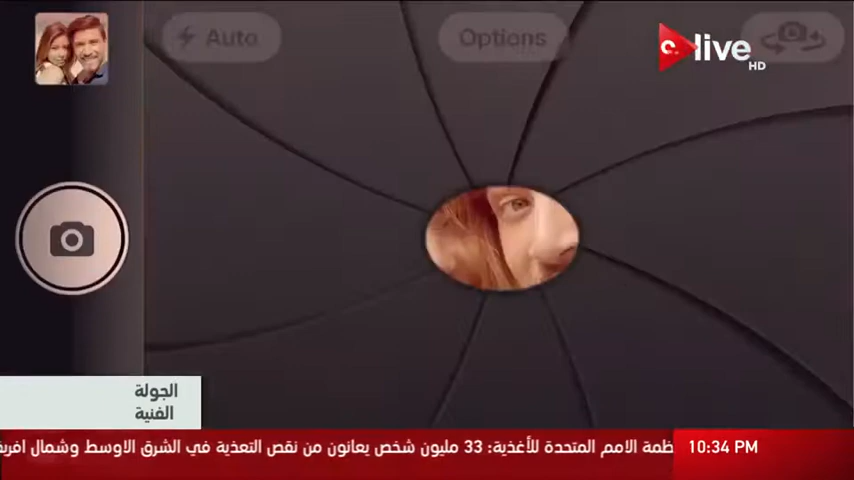 Auto
Options
live
HD
الجولة
الفنية
ظمة الامم المتحدة للأغذية: 33 مليون شخص يعانون من نقص التغذية في الشرق الاوسط وشمال افريق
10:34 PM